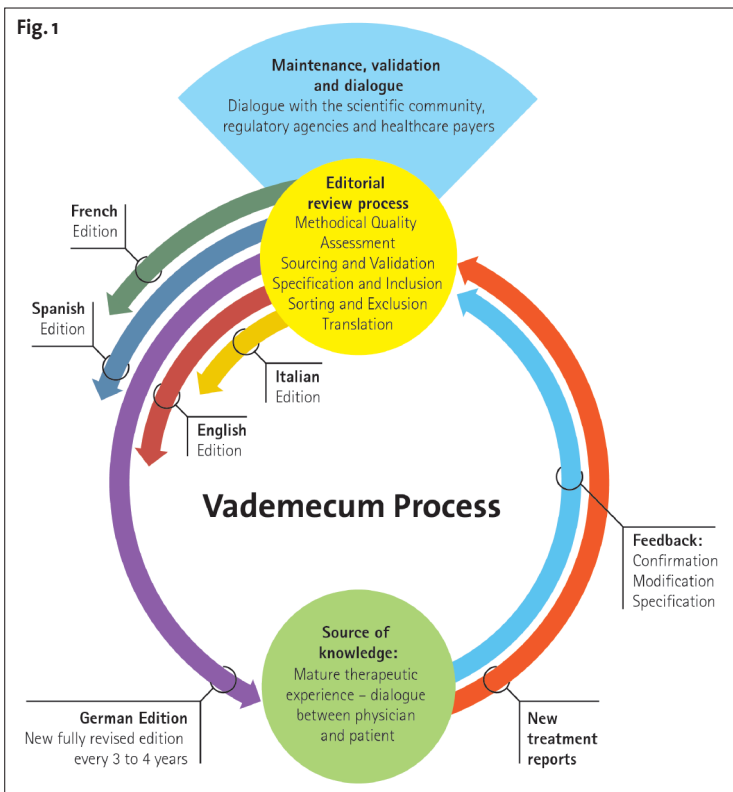 Fig. 1
Maintenance, validation
and dialogue
Dialogue with the scientific community,
regulatory agencies and healthcare payers
Editorial
review process
Methodical Quality
Assessment
Sourcing and Validation
Specification and Inclusion
Sorting and Exclusion
Translation
French
Edition
Spanish
Edition
Italian
Edition
English
Edition
Vademecum Process
Feedback:
Confirmation
Modification
Specification
Source of
knowledge:
Mature therapeutic
experience – dialogue
between physician
and patient
German Edition
New fully revised edition
every 3 to 4 years
New
treatment
reports